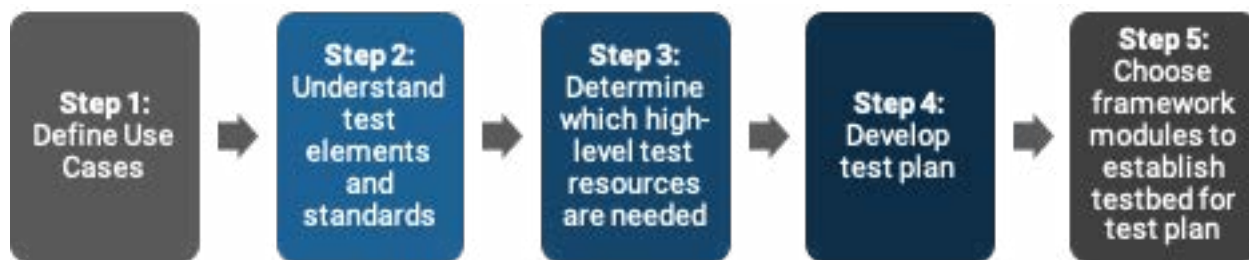 Step 1:
Define Use
Cases
Step 2:
Understand
test
elements
and
standards
Step 3:
Determine
which high-
level test
resources
are needed
Step 4:
Develop
test plan
Step 5:
Choose
framework
modules to
establish
testbed for
test plan